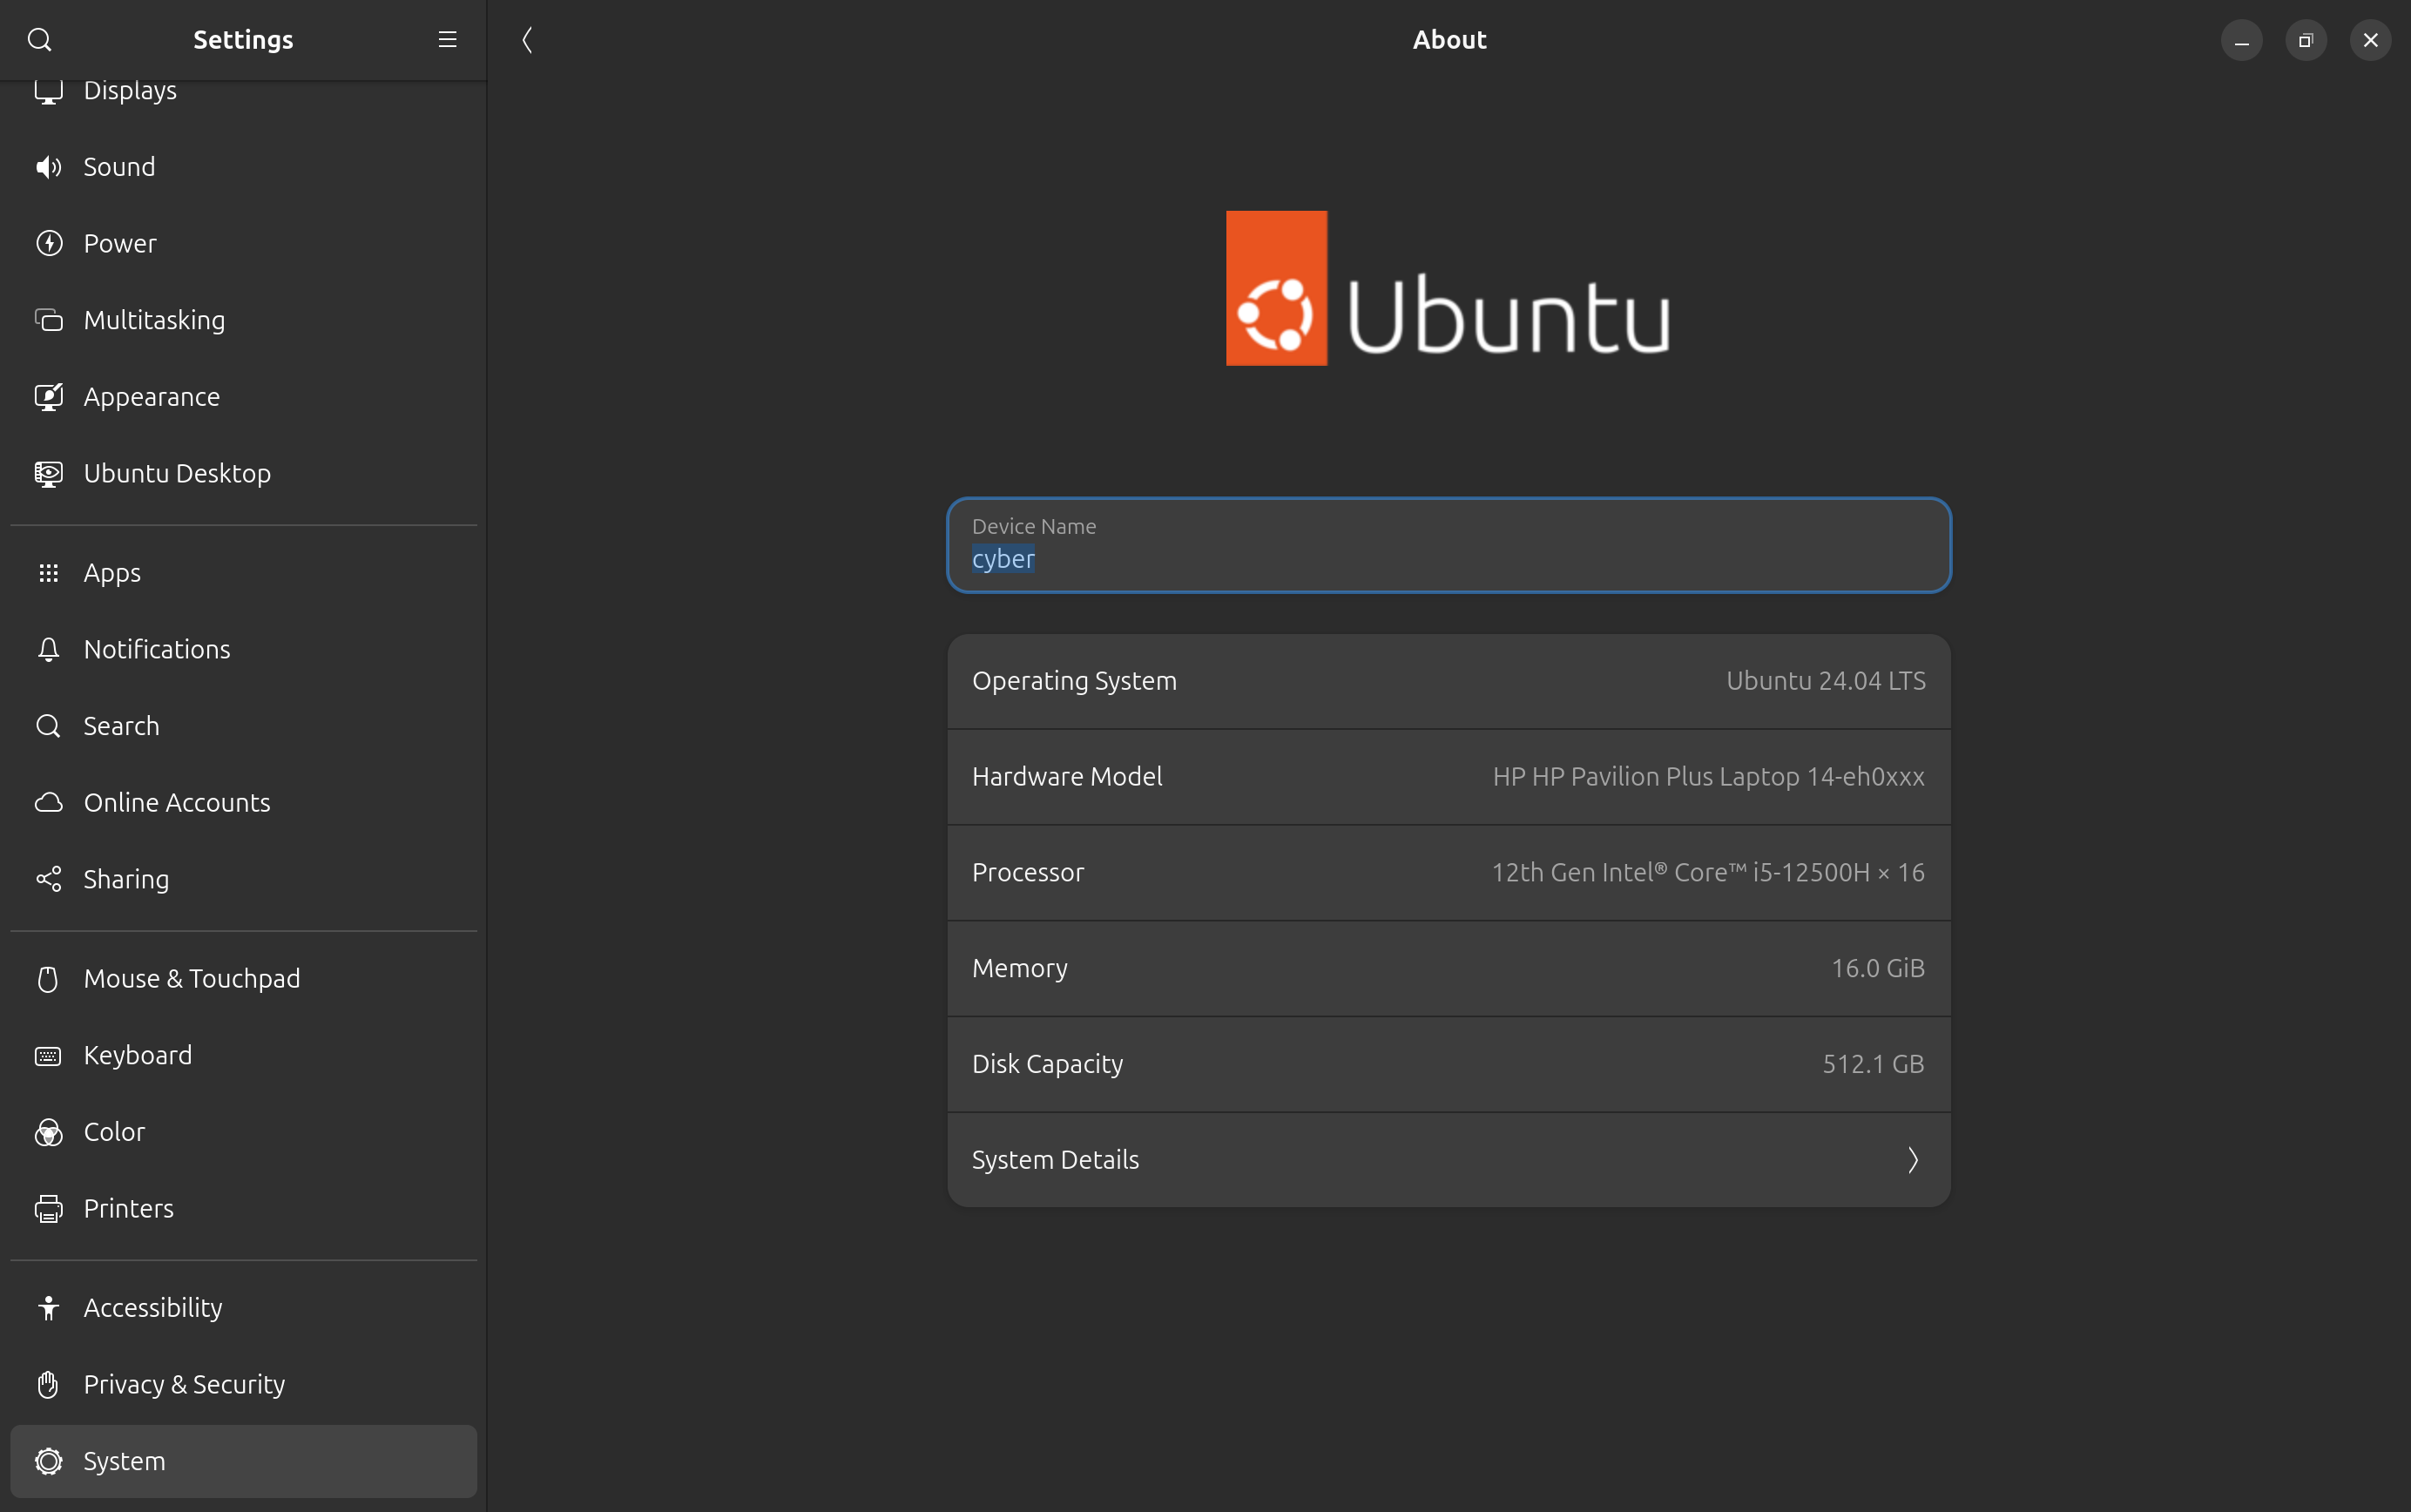 Settings
Displays
Sound
Power
Multitasking
Appearance
Ubuntu Desktop
Apps
Notifications
Search
Online Accounts
Sharing
Mouse & Touchpad
Keyboard
Color
Printers
Accessibility
Privacy & Security
System
About
Ubuntu
Device Name
cyber
Operating System Ubuntu 24.04 LTS
Hardware Model HP HP Pavilion Plus Laptop 14-eh0xxx
Processor 12th Gen Intel® Core™ i5-12500H × 16
Memory 16.0 GiB
Disk Capacity 512.1 GB
System Details